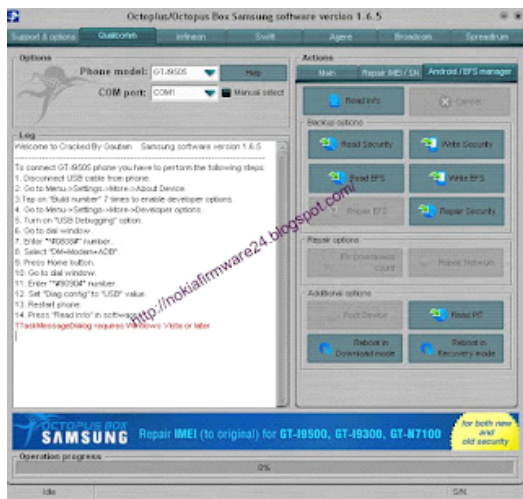 Octoplus/Octopus Box Samsung software version 1.6.5
Support & options Qualcomm Infineon Swift Agere Broadcom Spreadtrum
Options
Phone model: GT-I9505 Help
COM port: COM1 Manual select
Log
Welcome to Cracked By Gautam Samsung software version 1.6.5
To connect GT-I9505 phone you have to perform the following steps:
1. Disconnect USB cable from phone.
2. Go to Menu->Settings->More->About Device.
3.Tap on "Build number" 7 times to enable developer options.
4. Go to Menu->Settings->More->Developer options.
5. Turn on "USB Debugging" option.
6. Go to dial window.
7. Enter number.
8. Select "DM+Modem+ADB".
9. Press Home button.
10. Go to dial window.
11. Enter number.
12. Set "Diag config" to "USB" value.
13. Restart phone.
14. Press "Read Info" in software.
TTaskMessageDialog requires Windows Vista or later
Actions
Main Repair IMEI / SN Android / EFS manager
Read Info Cancel
Backup options
Read Security Write Security
Read EFS Write EFS
Repair EFS Repair Security
Repair options
Fix Downloading count Repair Network
Additional options
Root Device Read PIT
Reboot in Download mode Reboot in Recovery mode
http://nokiafirmware24.blogspot.com/
OCTOPUS BOX
SAMSUNG Repair IMEI (to original) for GT-I9500, GT-I9300, GT-N7100
for both new and old security
Operation progress
0%
Idle S/N: